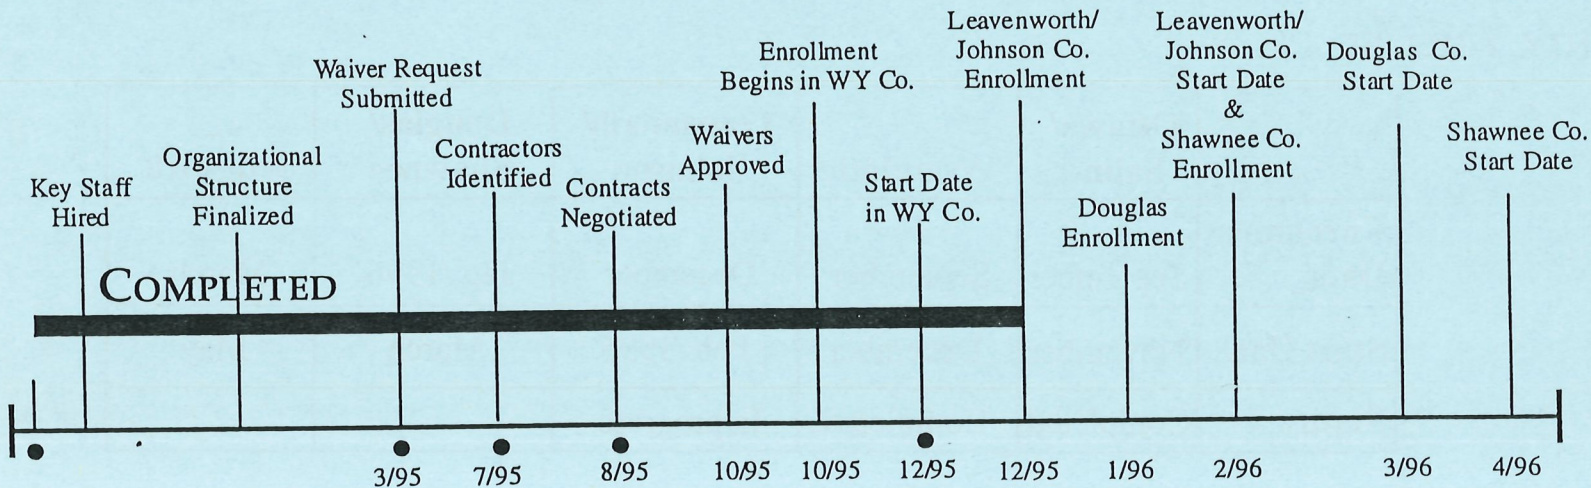 Key Staff
Hired
Organizational
Structure
Finalized
Waiver Request
Submitted
Contractors
Identified
Contracts
Negotiated
Waivers
Approved
Enrollment
Begins in WY Co.
Start Date
in WY Co.
Leavenworth/
Johnson Co.
Enrollment
Douglas
Enrollment
Leavenworth/
Johnson Co.
Start Date
&
Shawnee Co.
Enrollment
Douglas Co.
Start Date
Shawnee Co.
Start Date
COMPLETED
3/95
7/95
8/95
10/95
10/95
12/95
12/95
1/96
2/96
3/96
4/96